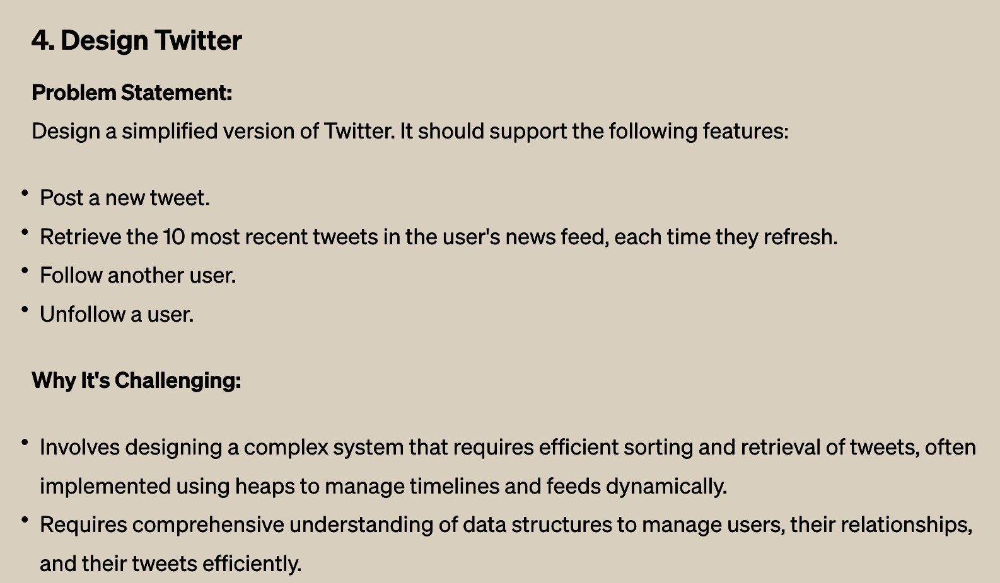 4. Design Twitter
Problem Statement:
Design a simplified version of Twitter. It should support the following features:
• Post a new tweet.
• Retrieve the 10 most recent tweets in the user's news feed, each time they refresh.
• Follow another user.
• Unfollow a user.
Why It's Challenging:
• Involves designing a complex system that requires efficient sorting and retrieval of tweets, often
implemented using heaps to manage timelines and feeds dynamically.
• Requires comprehensive understanding of data structures to manage users, their relationships,
and their tweets efficiently.